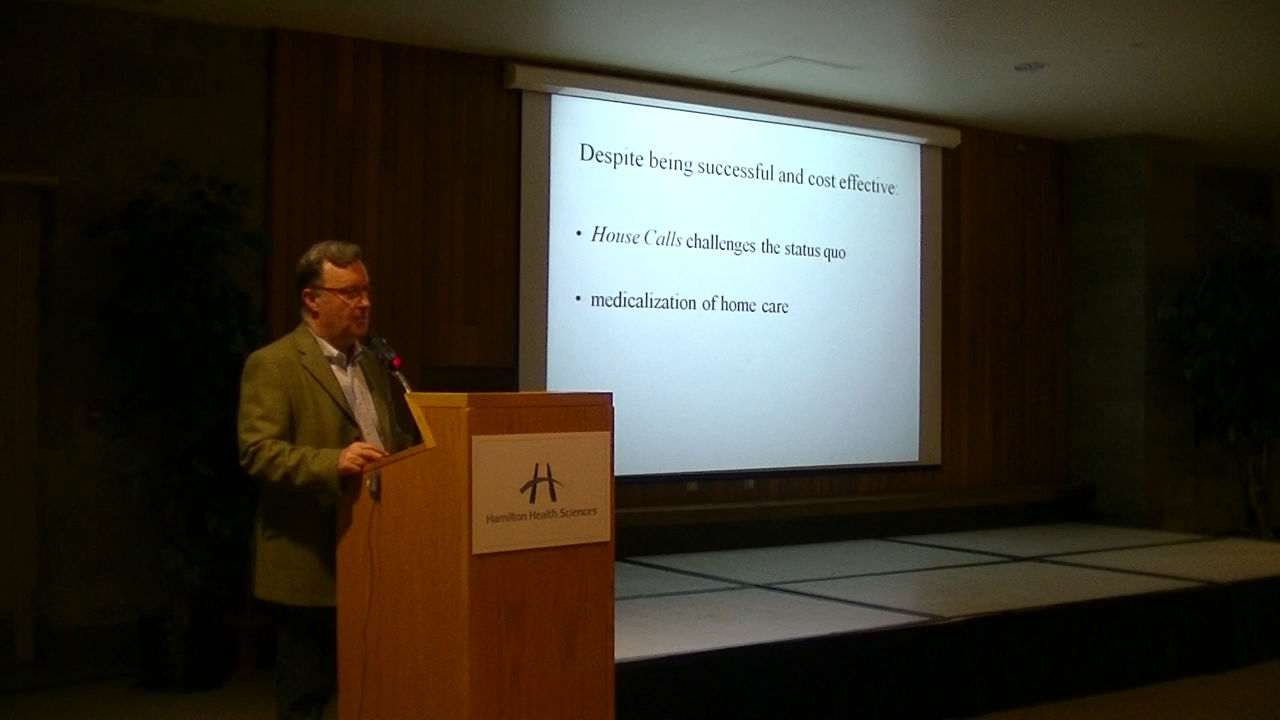 Despite being successful and cost effective:
• House Calls challenges the status quo
• medicalization of home care
Hamilton Health Sciences